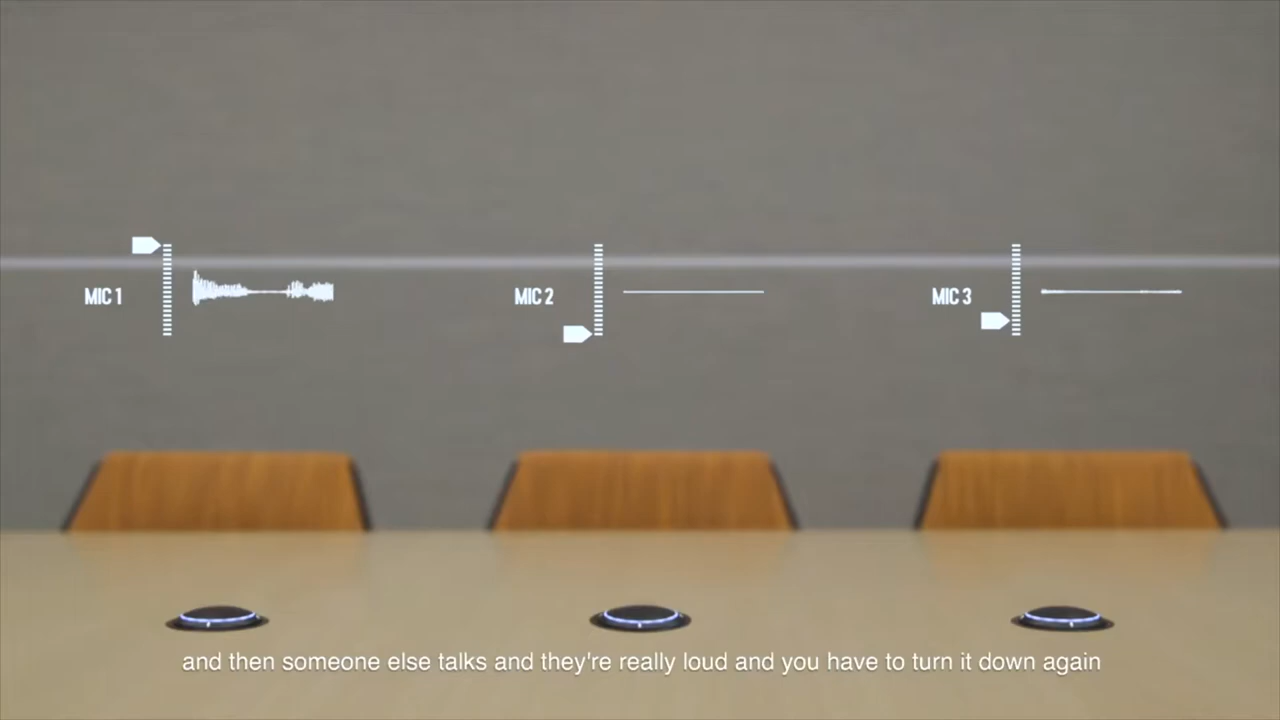 MIC 1
MIC 2
MIC 3
and then someone else talks and they're really loud and you have to turn it down again